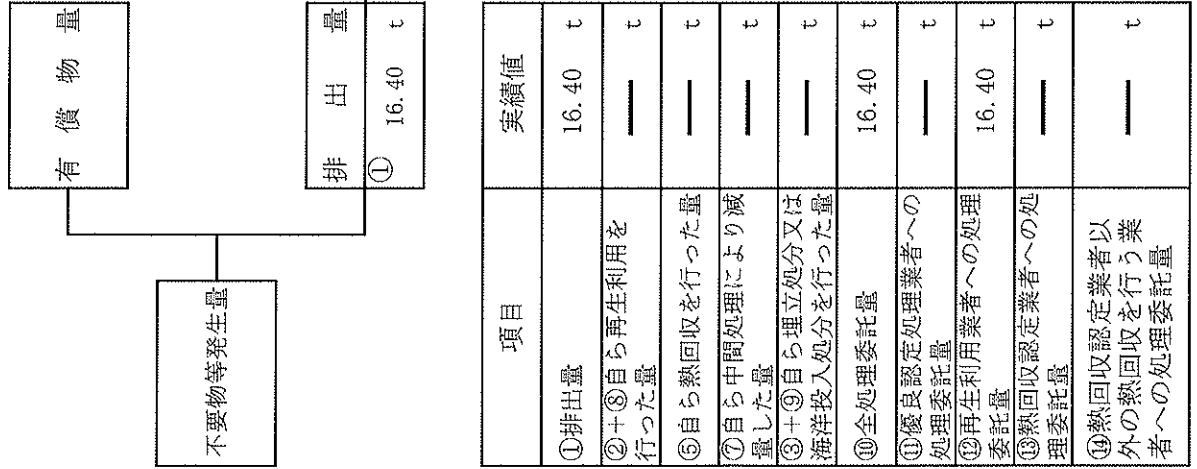 有償物量
不要物等発生量
排出量
① 16.40 t
項目 実績値
①排出量 16.40 t
②+⑧自ら再生利用を
行った量 ー t
⑤自ら熱回収を行った量 ー t
⑦自ら中間処理により減
量した量 ー t
③+⑨自ら埋立処分又は
海洋投入処分を行った量 ー t
⑩全処理委託量 16.40 t
⑪優良認定処理業者への
処理委託量 ー t
⑫再生利用業者への処理
委託量 16.40 t
⑬熱回収認定業者への処
理委託量 ー t
⑭熱回収認定業者以
外の熱回収を行う業
者への処理委託量 ー t